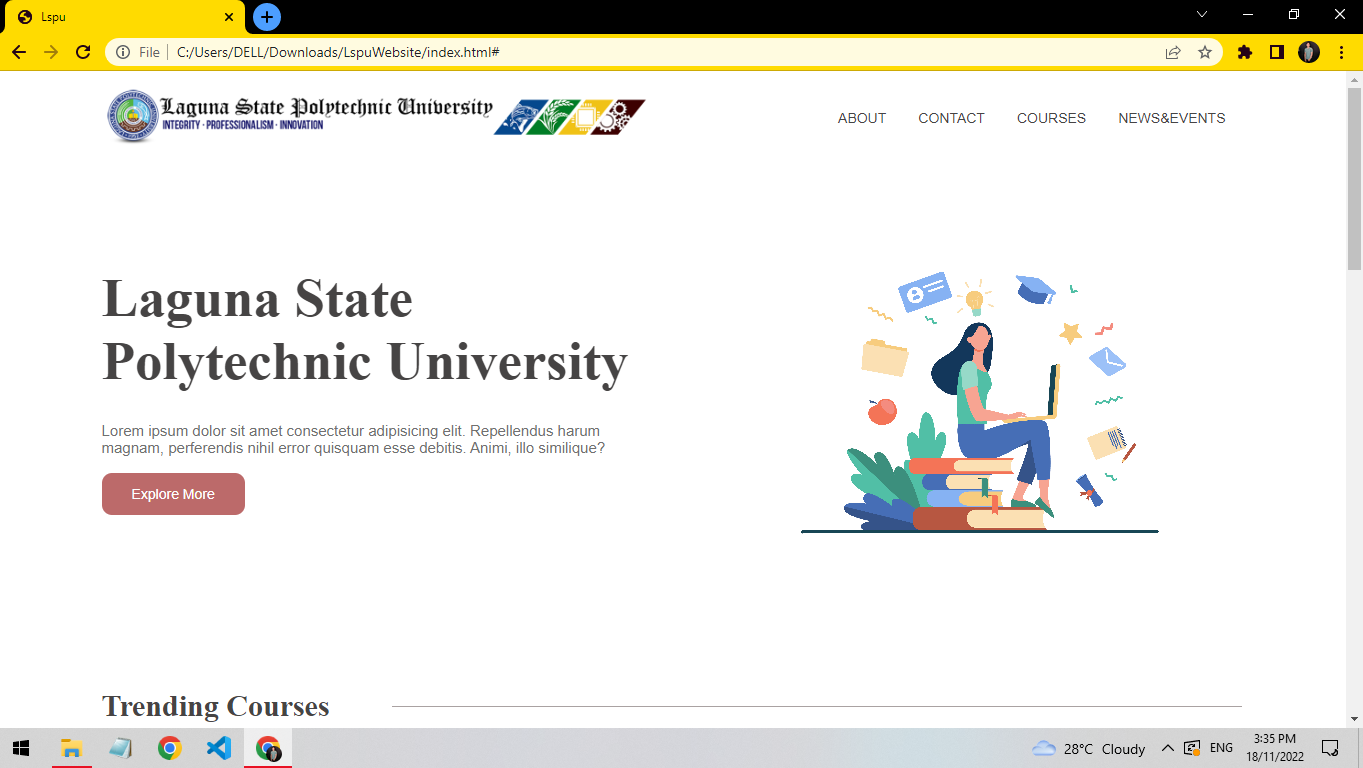 Lspu
File
C:/Users/DELL/Downloads/LspuWebsite/index.html#
Laguna State Polytechnic University
INTEGRITY · PROFESSIONALISM · INNOVATION
ABOUT
CONTACT
COURSES
NEWS&EVENTS
Laguna State
Polytechnic University
Lorem ipsum dolor sit amet consectetur adipisicing elit. Repellendus harum
magnam, perferendis nihil error quisquam esse debitis. Animi, illo similique?
Explore More
Trending Courses
28°C Cloudy
ENG
3:35 PM
18/11/2022